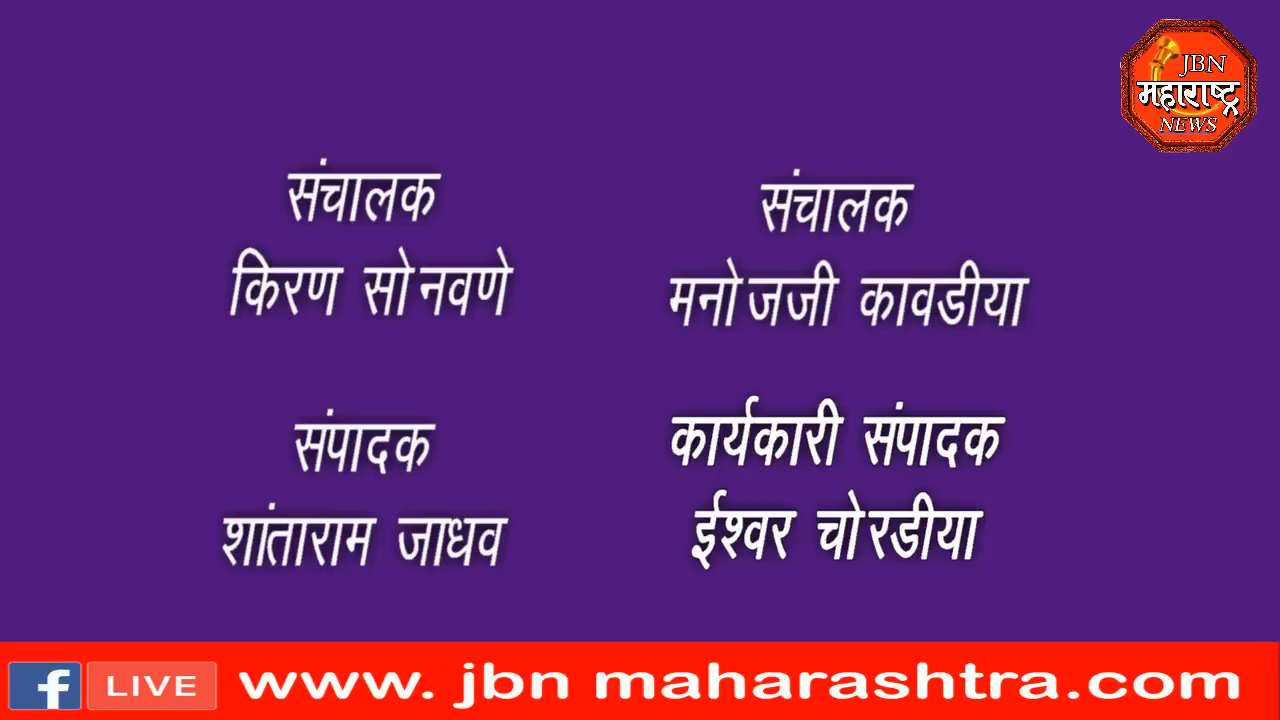 JBN
महाराष्ट्र
NEWS
संचालक
किरण सोनवणे
संचालक
मनोजजी कावडीया
संपादक
शांताराम जाधव
कार्यकारी संपादक
ईश्वर चोरडीया
f LIVE www. jbn maharashtra.com